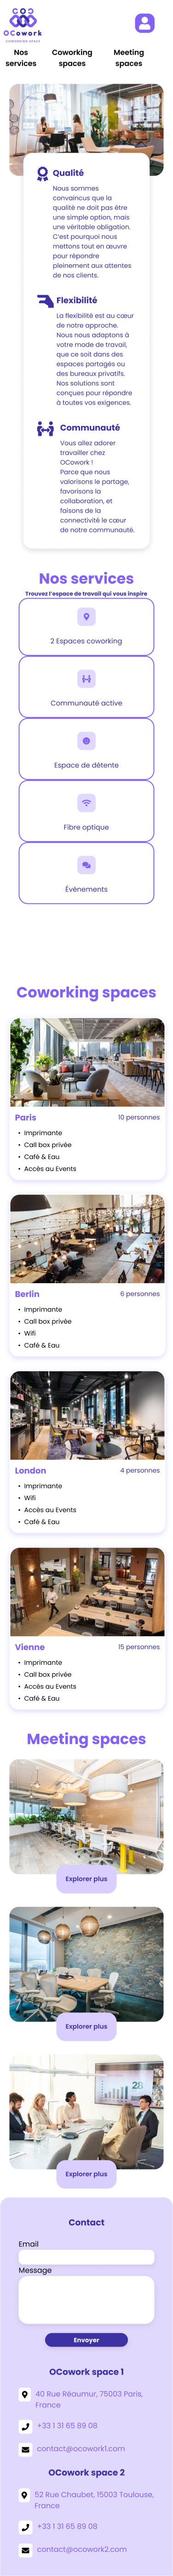 OCowork
COWORKING SPACE
Nos services
Coworking spaces
Meeting spaces
Qualité
Nous sommes
convaincus que la
qualité ne doit pas être
une simple option, mais
une véritable obligation.
C'est pourquoi nous
mettons tout en œuvre
pour répondre
pleinement aux attentes
de nos clients.
Flexibilité
La flexibilité est au cœur
de notre approche.
Nous nous adaptons à
votre mode de travail,
que ce soit dans des
espaces partagés ou
des bureaux privatifs.
Nos solutions sont
conçues pour répondre
à toutes vos exigences.
Communauté
Vous allez adorer
travailler chez
OCowork !
Parce que nous
valorisons le partage,
favorisons la
collaboration, et
faisons de la
connectivité le cœur
de notre communauté.
Nos services
Trouvez l'espace de travail qui vous inspire
2 Espaces coworking
Communauté active
Espace de détente
Fibre optique
Évènements
Coworking spaces
Paris
10 personnes
• Imprimante
• Call box privée
• Café & Eau
• Accès au Events
Berlin
6 personnes
• Imprimante
• Call box privée
• Wifi
• Café & Eau
London
4 personnes
• Imprimante
• Wifi
• Accès au Events
• Café & Eau
Vienne
15 personnes
• Imprimante
• Call box privée
• Accès au Events
• Café & Eau
Meeting spaces
Explorer plus
Explorer plus
28
Explorer plus
Contact
Email
Message
Envoyer
OCowork space 1
40 Rue Réaumur, 75003 Paris,
France
+33 1 31 65 89 08
contact@ocowork1.com
OCowork space 2
52 Rue Chaubet, 15003 Toulouse,
France
+33 1 31 65 89 08
contact@ocowork2.com